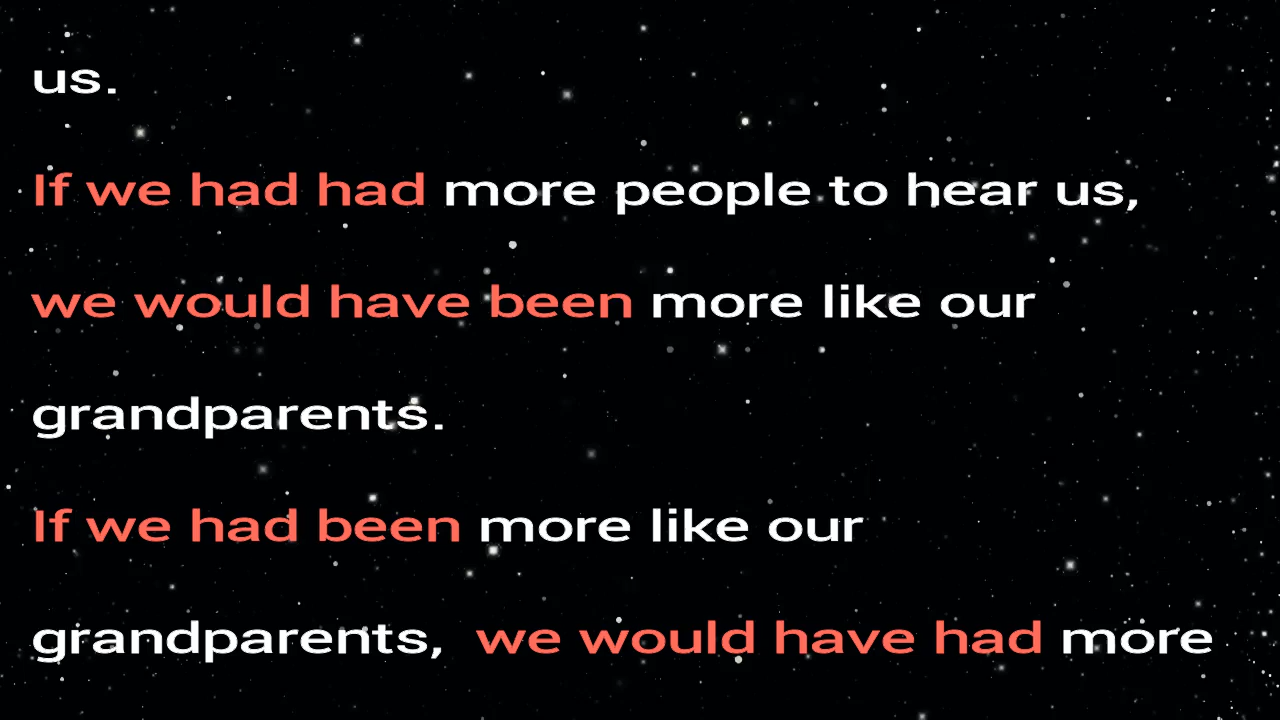 us.
If we had had more people to hear us,
we would have been more like our
grandparents.
If we had been more like our
grandparents,  we would have had more